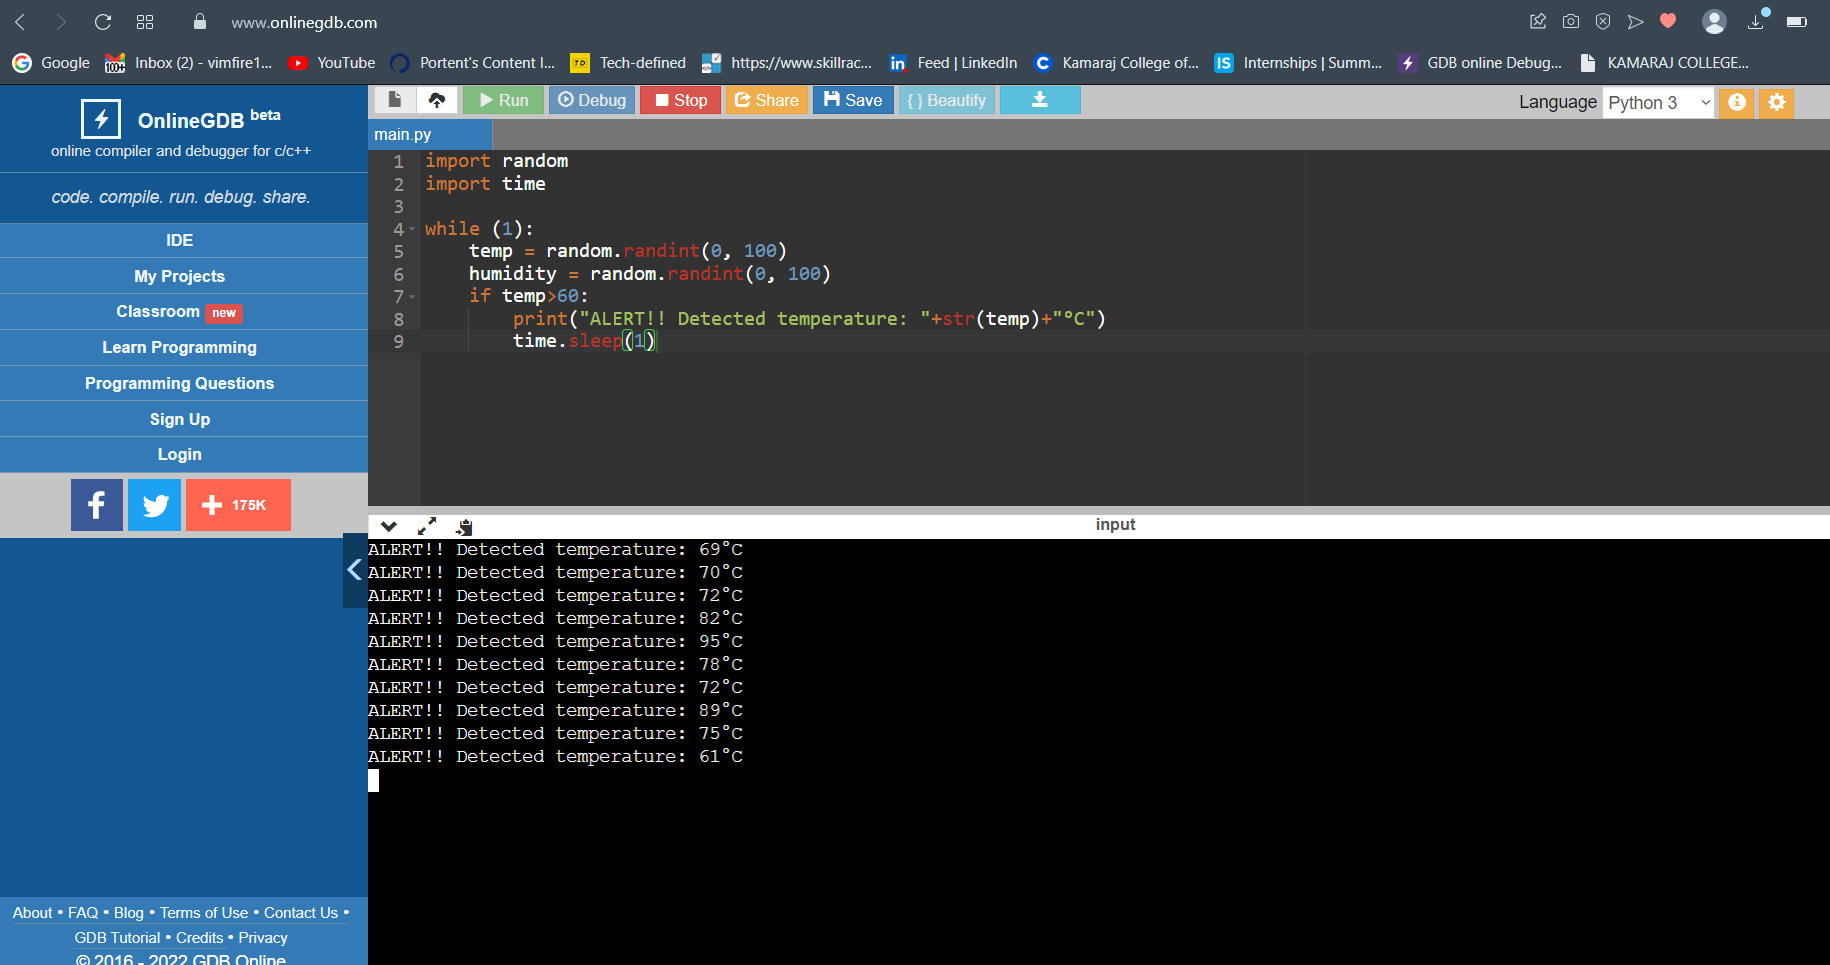 www.onlinegdb.com
Google
Inbox (2) - vimfire1...
YouTube
Portent's Content I...
Tech-defined
https://www.skillrac...
Feed | LinkedIn
Kamaraj College of...
Internships | Summ...
GDB online Debug...
KAMARAJ COLLEGE...
OnlineGDB beta
online compiler and debugger for c/c++
code. compile. run. debug. share.
IDE
My Projects
Classroom new
Learn Programming
Programming Questions
Sign Up
Login
175K
About • FAQ • Blog • Terms of Use • Contact Us •
GDB Tutorial • Credits • Privacy
© 2016 - 2022 GDB Online
Run
Debug
Stop
Share
Save
{ } Beautify
Language Python 3
main.py
1 import random
2 import time
3
4 while (1):
5     temp = random.randint(0, 100)
6     humidity = random.randint(0, 100)
7     if temp>60:
8         print("ALERT!! Detected temperature: "+str(temp)+"°C")
9         time.sleep(1)
input
ALERT!! Detected temperature: 69°C
ALERT!! Detected temperature: 70°C
ALERT!! Detected temperature: 72°C
ALERT!! Detected temperature: 82°C
ALERT!! Detected temperature: 95°C
ALERT!! Detected temperature: 78°C
ALERT!! Detected temperature: 72°C
ALERT!! Detected temperature: 89°C
ALERT!! Detected temperature: 75°C
ALERT!! Detected temperature: 61°C